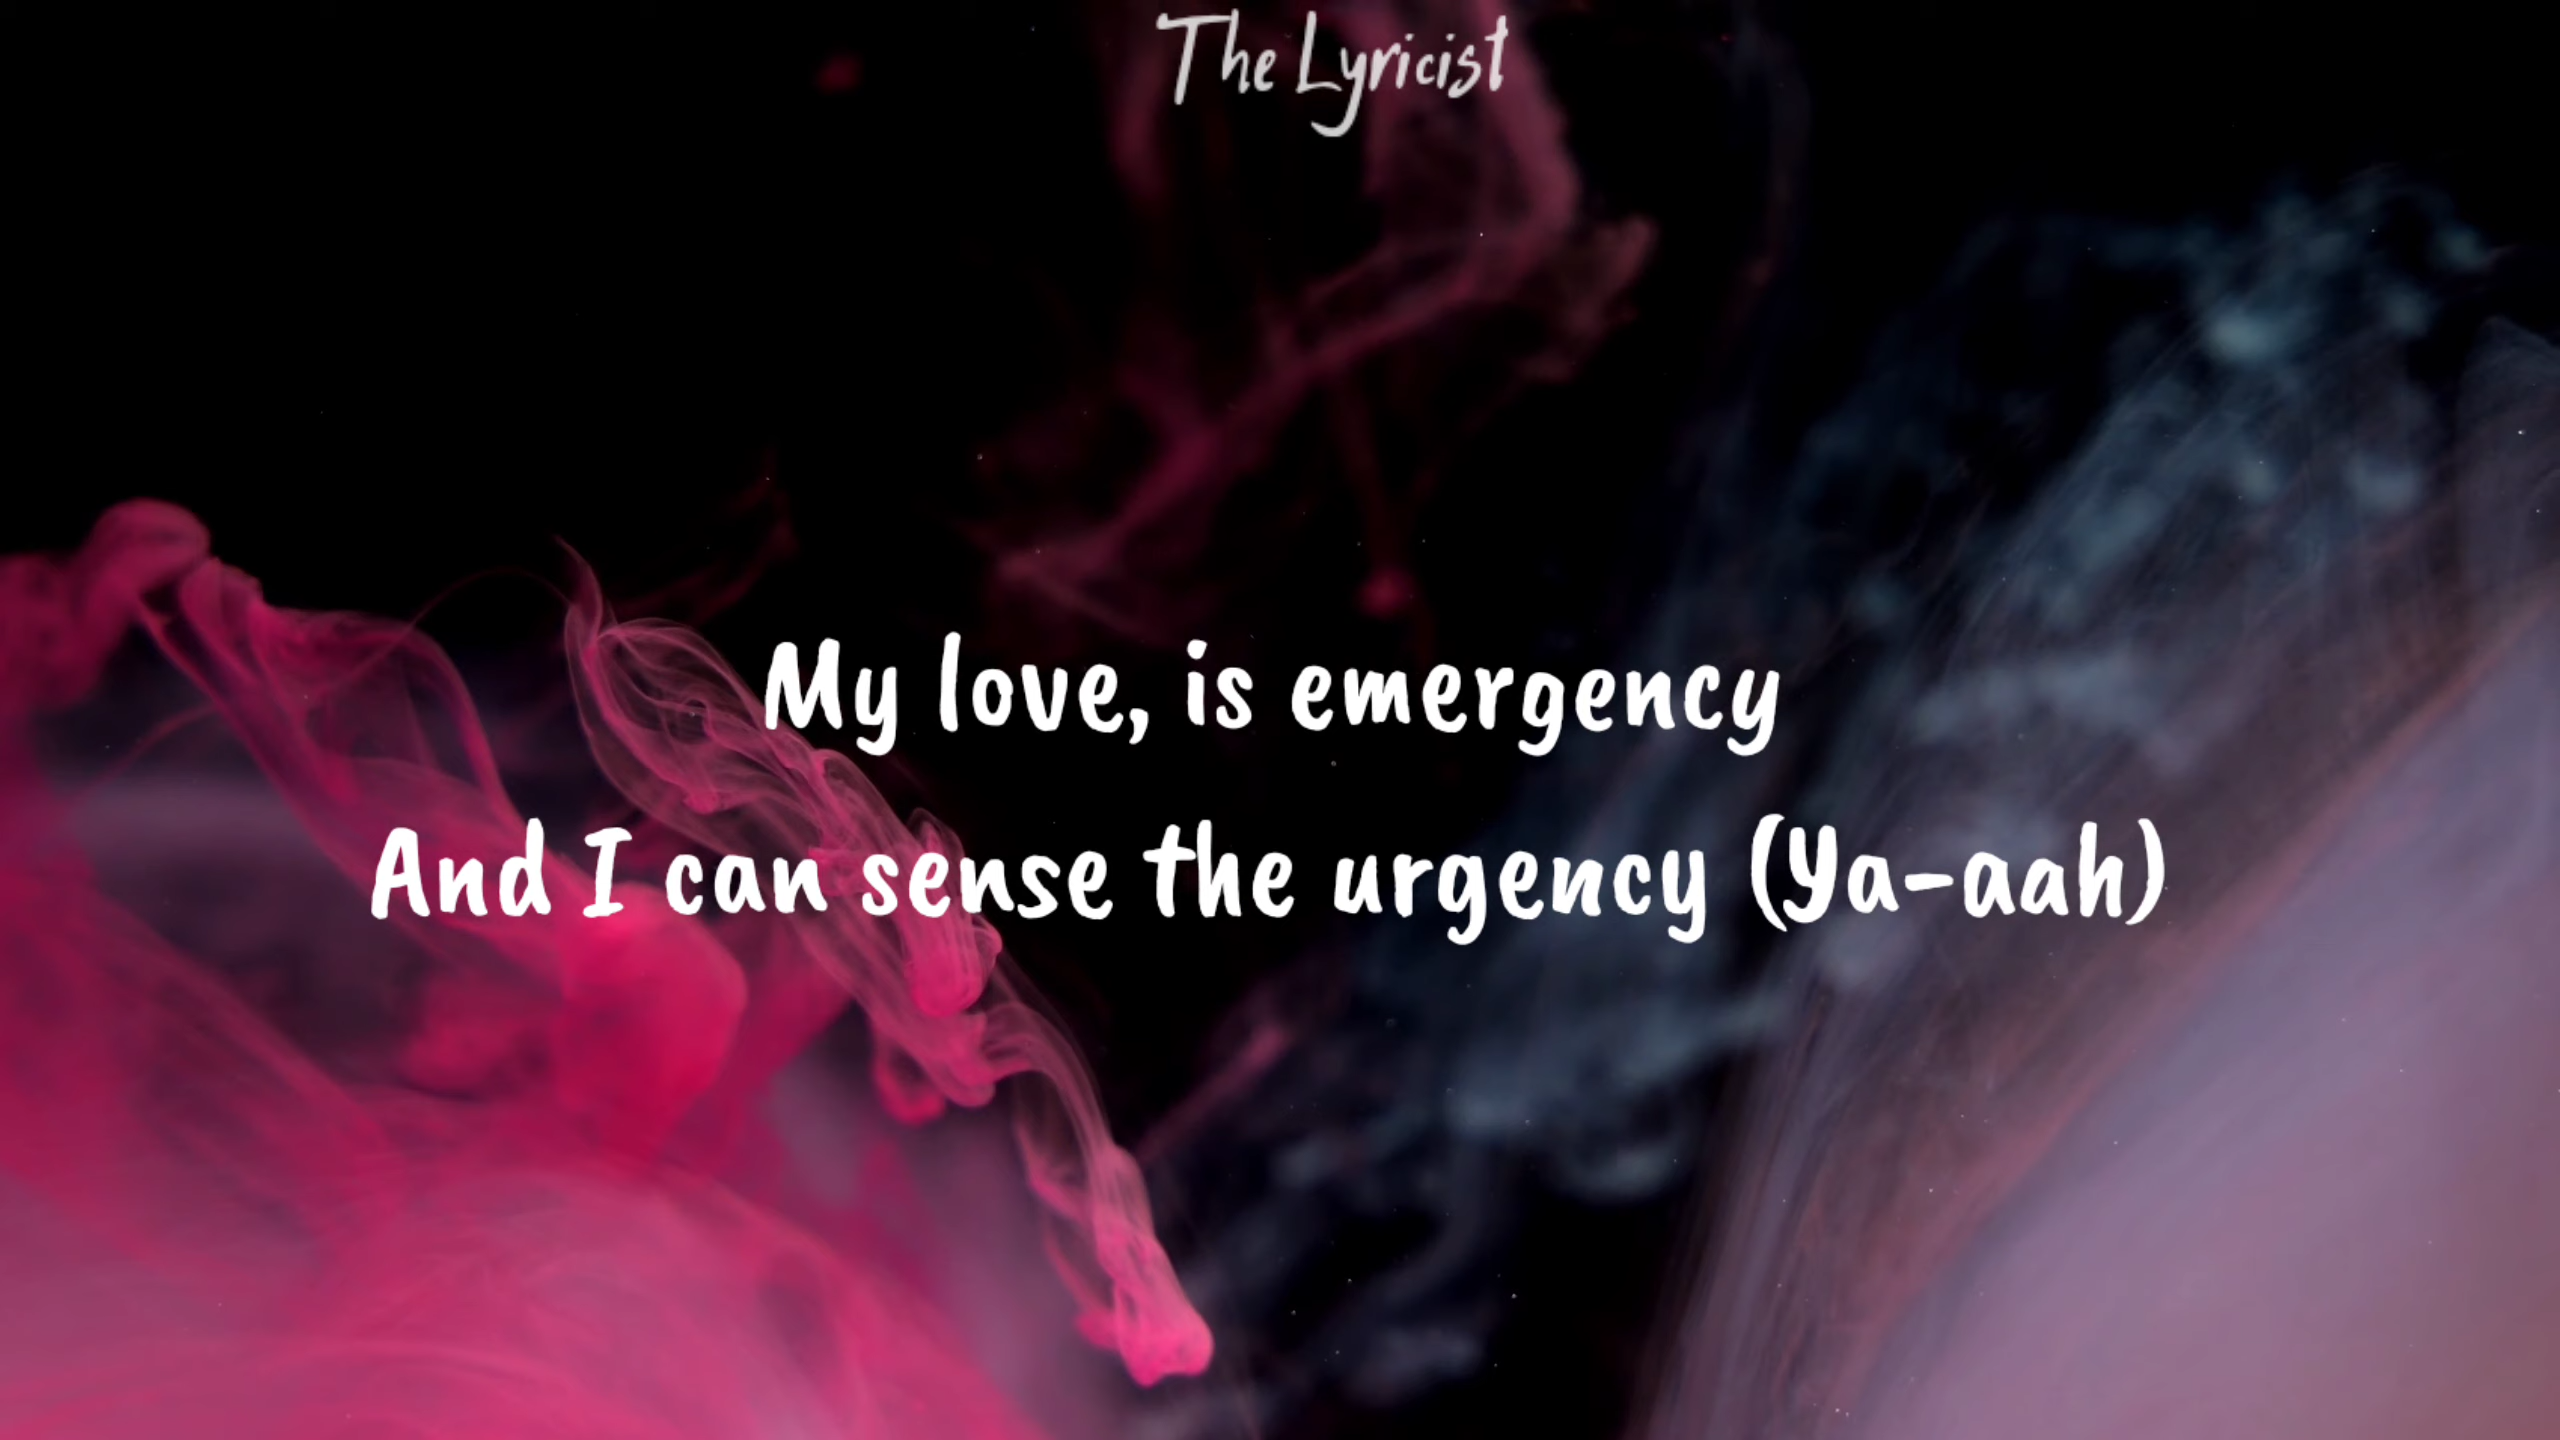 The Lyricist
My love, is emergency
And I can sense the urgency (Ya-aah)